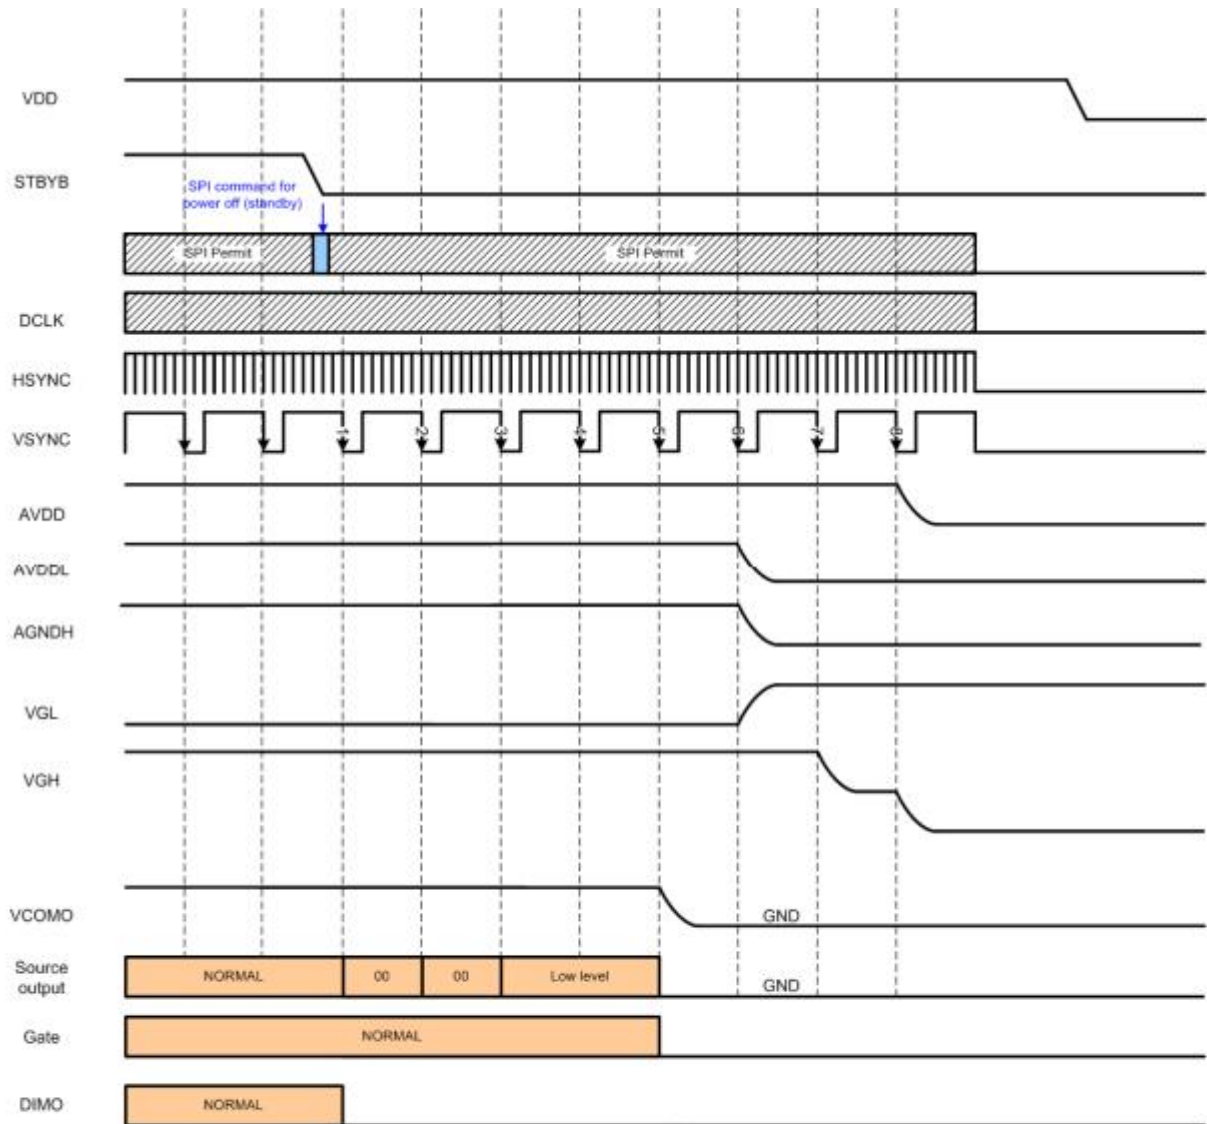 VDD
STBYB
SPI command for
power off (standby)
SPI Permit
SPI Permit
DCLK
HSYNC
VSYNC
1
2
3
4
5
6
7
8
AVDD
AVDDL
AGNDH
VGL
VGH
VCOMO
GND
Source
output
NORMAL
00
00
Low level
GND
Gate
NORMAL
DIMO
NORMAL